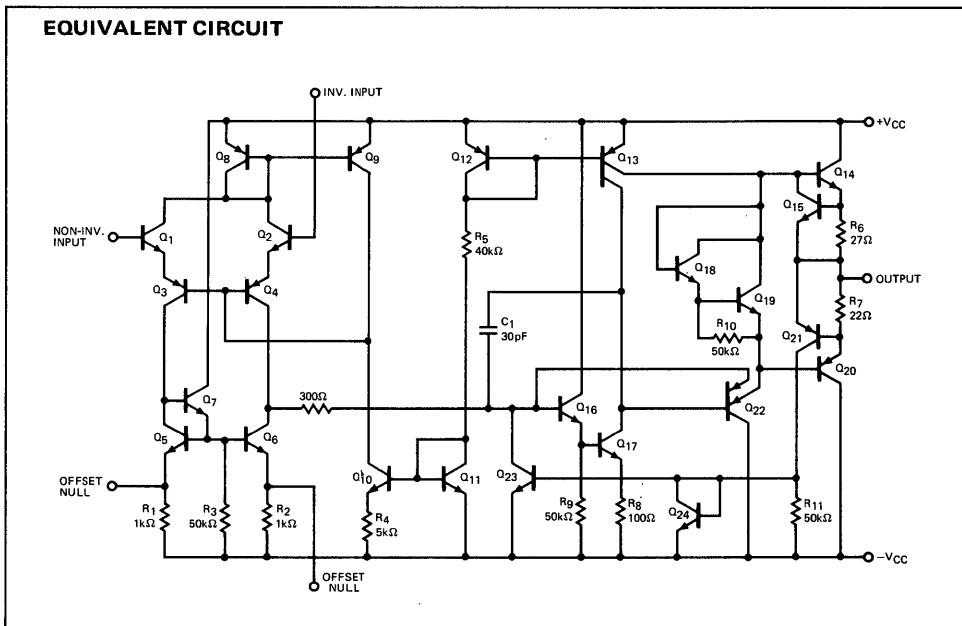 EQUIVALENT CIRCUIT
INV. INPUT
+VCC
Q8
Q9
Q12
Q13
Q14
Q15
NON-INV.
INPUT
Q1
Q2
R5
40kΩ
R6
27Ω
Q18
OUTPUT
Q3
Q4
Q19
R7
22Ω
C1
30pF
R10
50kΩ
Q21
Q20
Q7
300Ω
Q16
Q22
Q5
Q6
Q17
OFFSET
NULL
Q10
Q11
Q23
R1
1kΩ
R3
50kΩ
R2
1kΩ
R4
5kΩ
R9
50kΩ
R8
100Ω
Q24
R11
50kΩ
−VCC
OFFSET
NULL